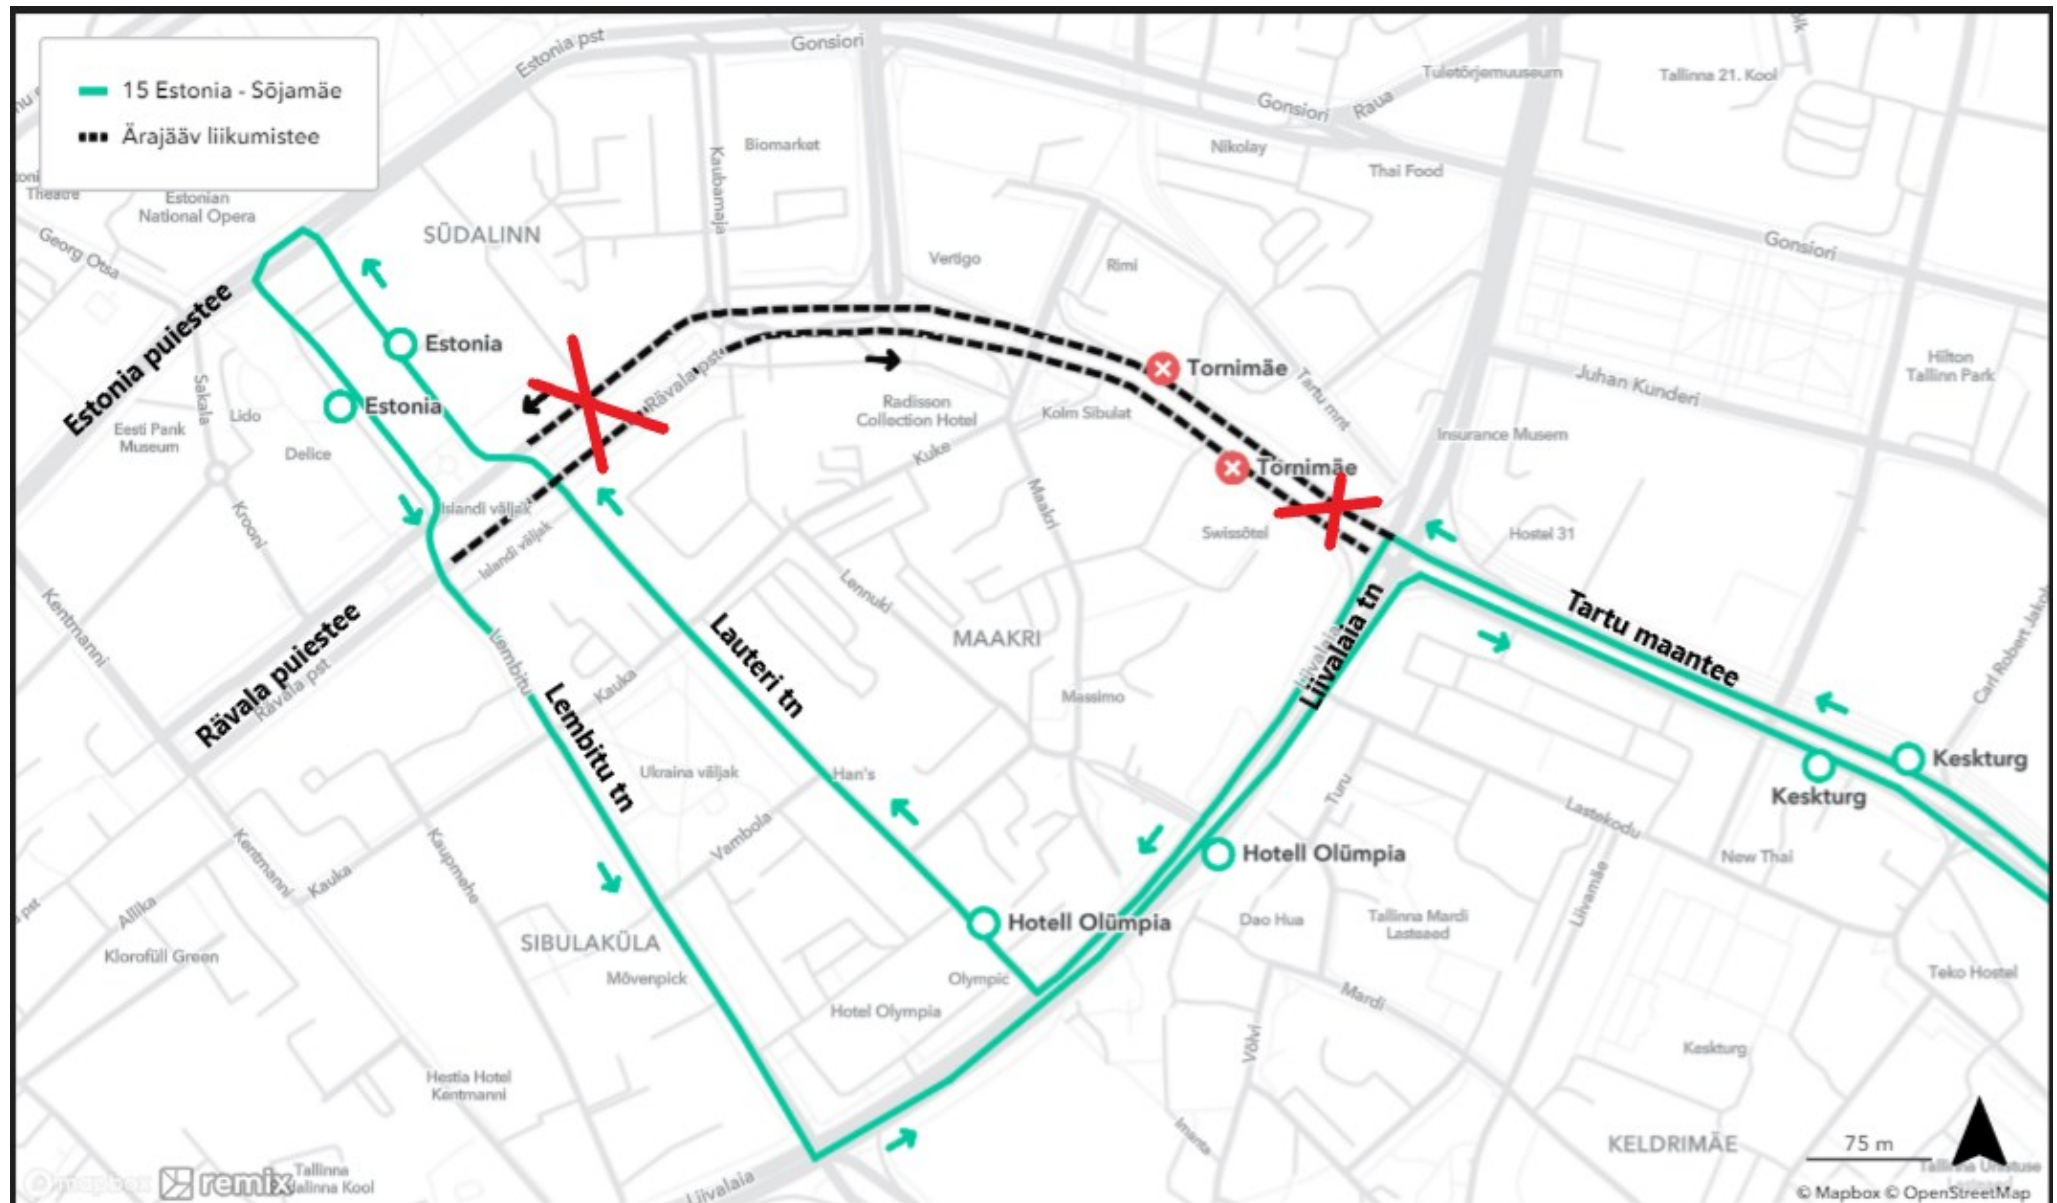 15 Estonia - Sõjamäe
Ärajääv liikumistee
Estonia pst
Gonsiori
Tuletõrjemuuseum
Tallinna 21. Kool
Gonsiori
Raua
Biomarket
Nikolay
Thai Food
Kaubamaja
Theatre
Estonian
National Opera
SÜDALINN
Georg Otsa
Vertigo
Rimi
Gonsiori
Estonia puiestee
Estonia
Estonia
Sakala
Lido
Eesti Pank
Museum
Delice
Rävala pst
Radisson
Collection Hotel
Kolm Sibulat
Tornimäe
Tornimäe
Tartu mnt
Juhan Kunderi
Hilton
Tallinn Park
Insurance Musem
Kuke
Maakri
Krooni
Islandi väljak
Islandi väljak
Swissôtel
Hostel 31
Kentmanni
Lennuki
Liivalaia tn
Liivalaia
Tartu maantee
Rävala puiestee
Rävala pst
Lembitu
Lauteri tn
MAAKRI
Kauka
Massimo
Lembitu tn
Ukraina väljak
Han's
Turu
Keskturg
Keskturg
Lastekodu
Vambola
Kentmanni
Kaupmehe
Kauka
Hotell Olümpia
Hotell Olümpia
New Thai
Liivamäe
Allika
Dao Hua
Tallinna Mardi
Lasteaed
SIBULAKÜLA
Klorofüll Green
Mövenpick
Olympic
Hotel Olympia
Mardi
Teko Hostel
Võlvi
Keskturg
Hestia Hotel
Kentmanni
Imanta
KELDRIMÄE
75 m
mapbox
remix
Tallinna
Liivalaia
© Mapbox © OpenStreetMap